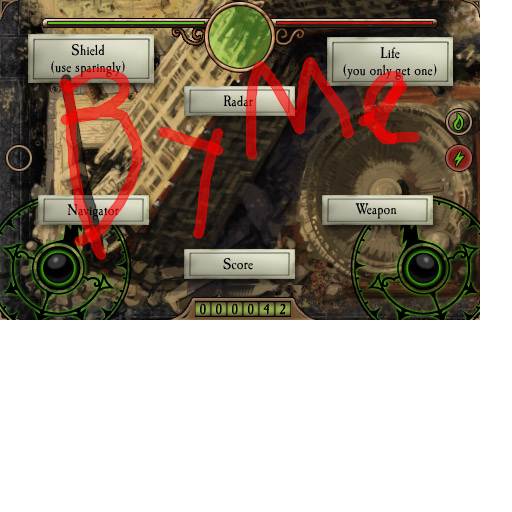 Shield
(use sparingly)
Life
(you only get one)
Radar
By Me
Navigator
Weapon
Score
000042